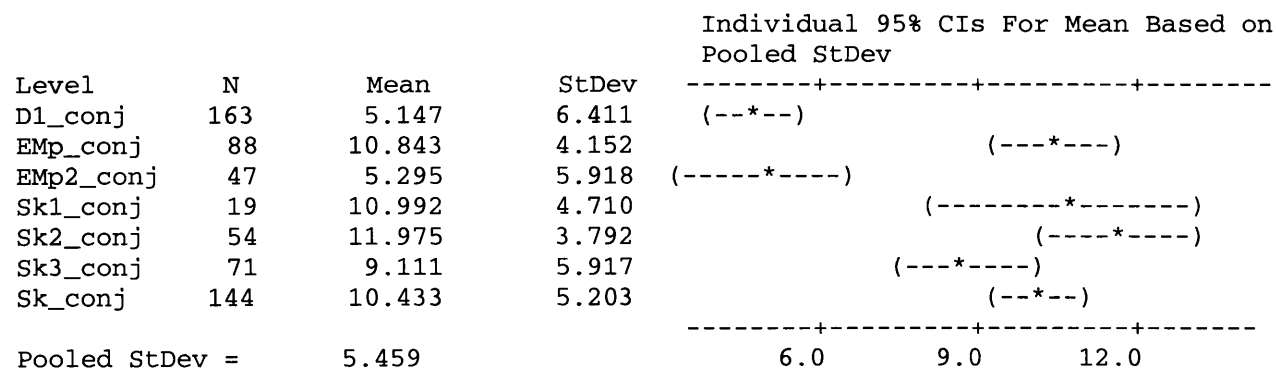 Individual 95% CIs For Mean Based on
Pooled StDev
Level N Mean StDev --------+---------+---------+--------
D1_conj 163 5.147 6.411 (--*--)
EMp_conj 88 10.843 4.152 (---*---)
EMp2_conj 47 5.295 5.918 (-----*----)
Sk1_conj 19 10.992 4.710 (--------*-------)
Sk2_conj 54 11.975 3.792 (----*----)
Sk3_conj 71 9.111 5.917 (---*----)
Sk_conj 144 10.433 5.203 (--*--)
--------+---------+---------+-------
Pooled StDev = 5.459 6.0 9.0 12.0